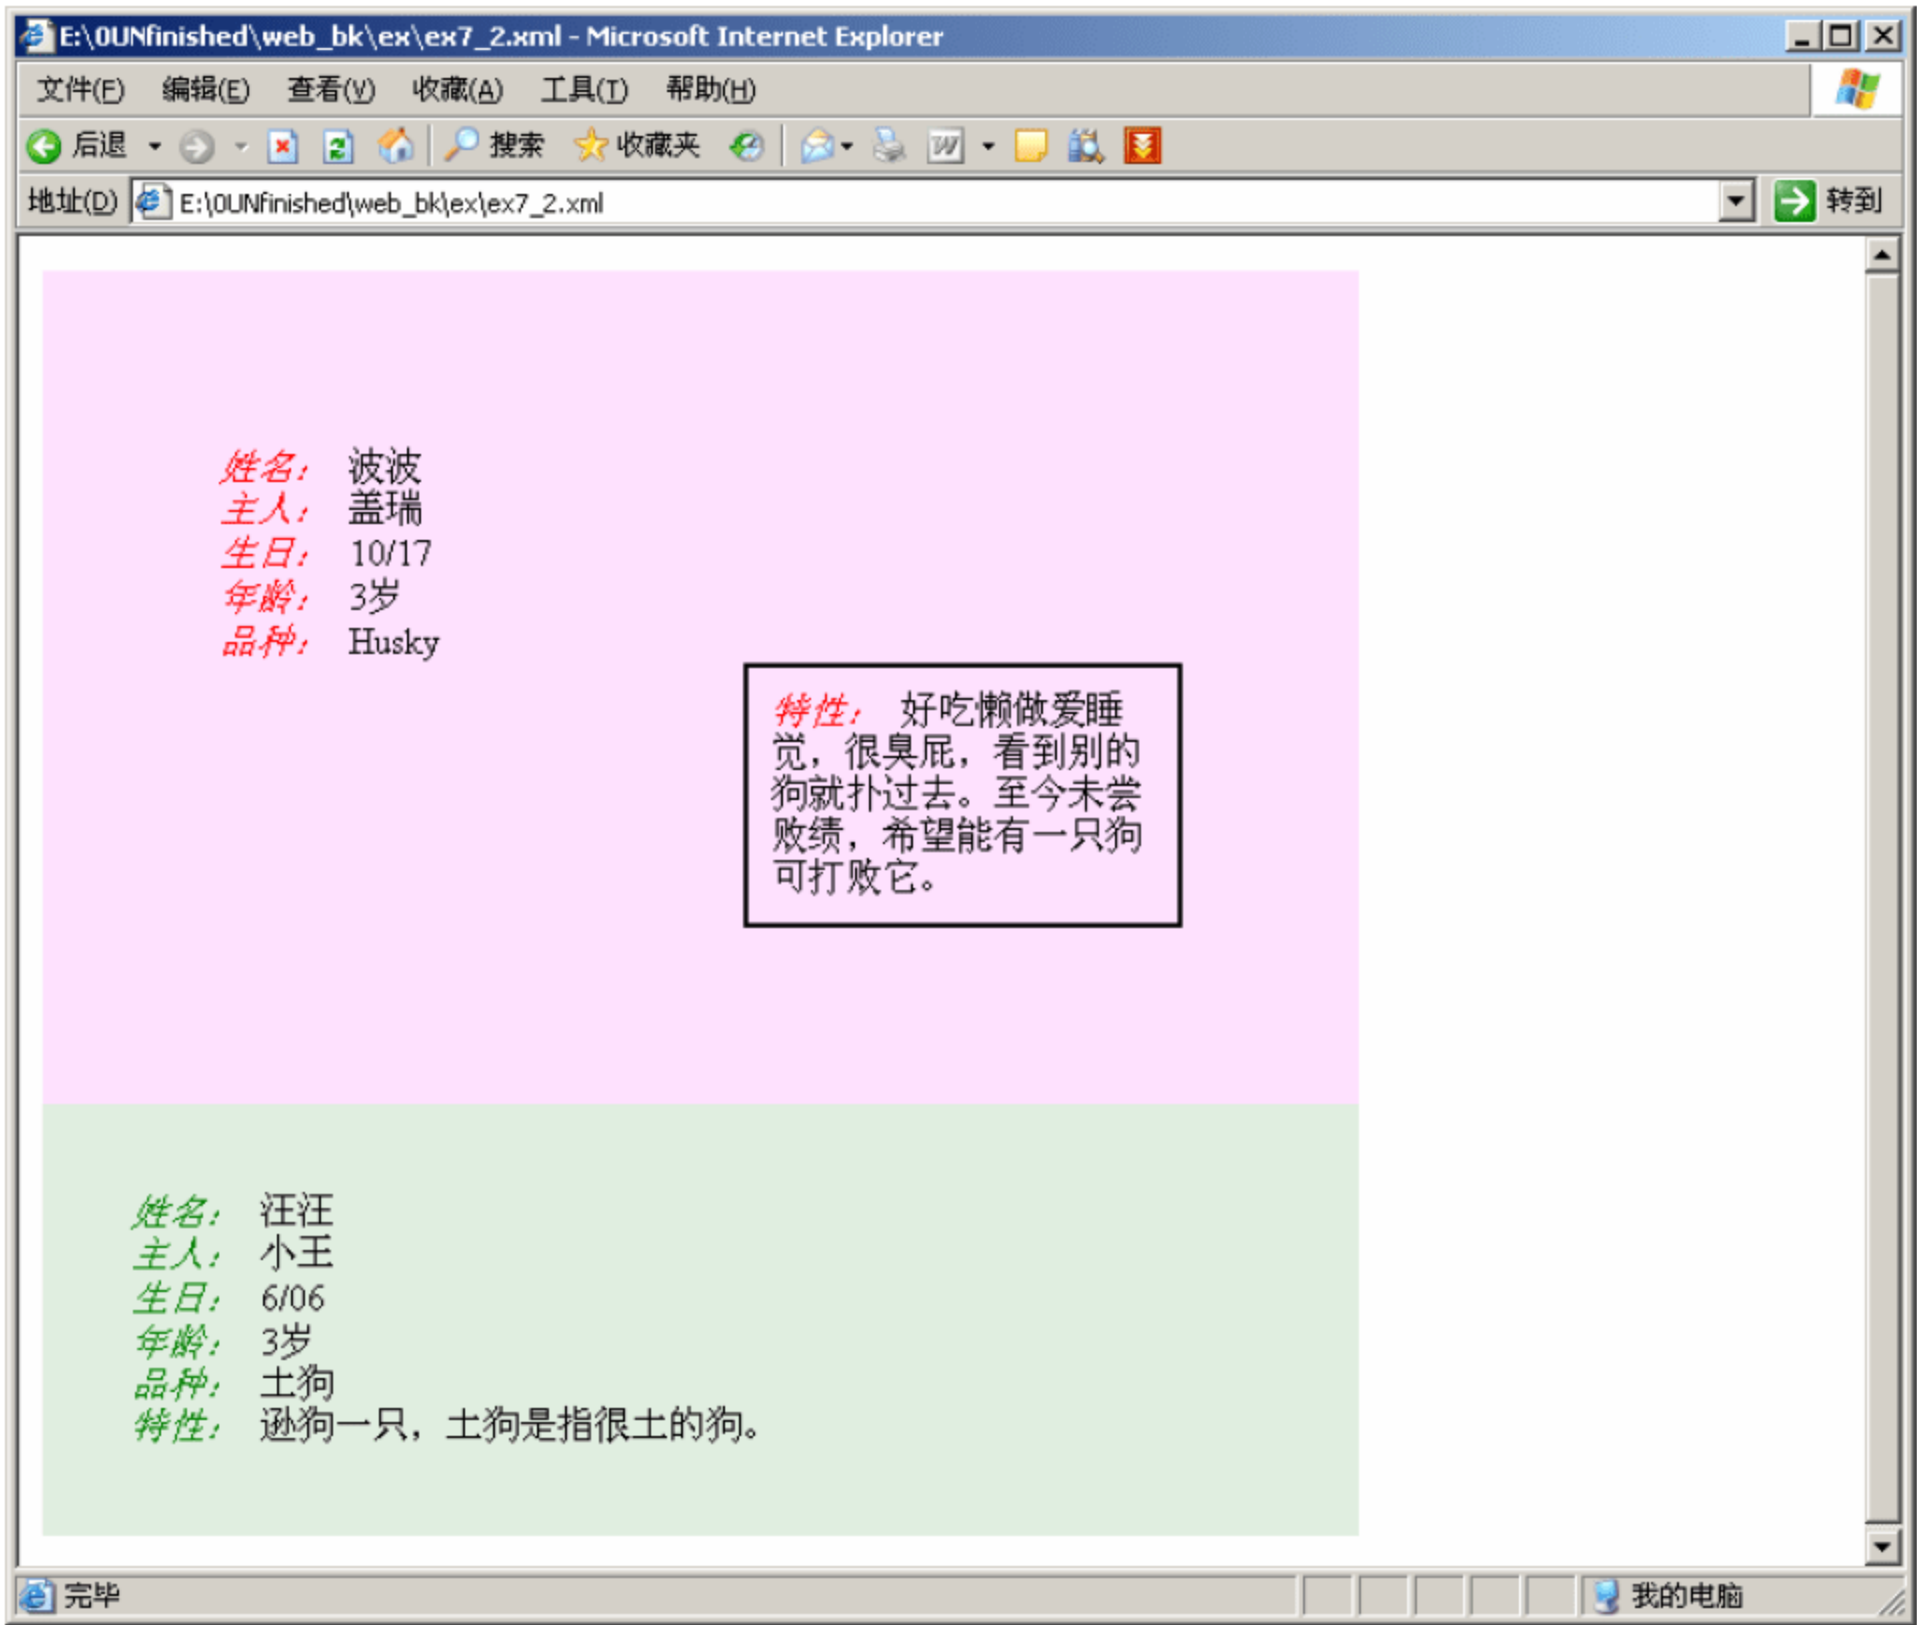 E:\0UNfinished\web_bk\ex\ex7_2.xml - Microsoft Internet Explorer
文件(F) 编辑(E) 查看(V) 收藏(A) 工具(T) 帮助(H)
后退 搜索 收藏夹
地址(D) E:\0UNfinished\web_bk\ex\ex7_2.xml 转到
姓名： 波波
主人： 盖瑞
生日： 10/17
年龄： 3岁
品种： Husky
特性： 好吃懒做爱睡
觉，很臭屁，看到别的
狗就扑过去。至今未尝
败绩，希望能有一只狗
可打败它。
姓名： 汪汪
主人： 小王
生日： 6/06
年龄： 3岁
品种： 土狗
特性： 逊狗一只，土狗是指很土的狗。
完毕 我的电脑